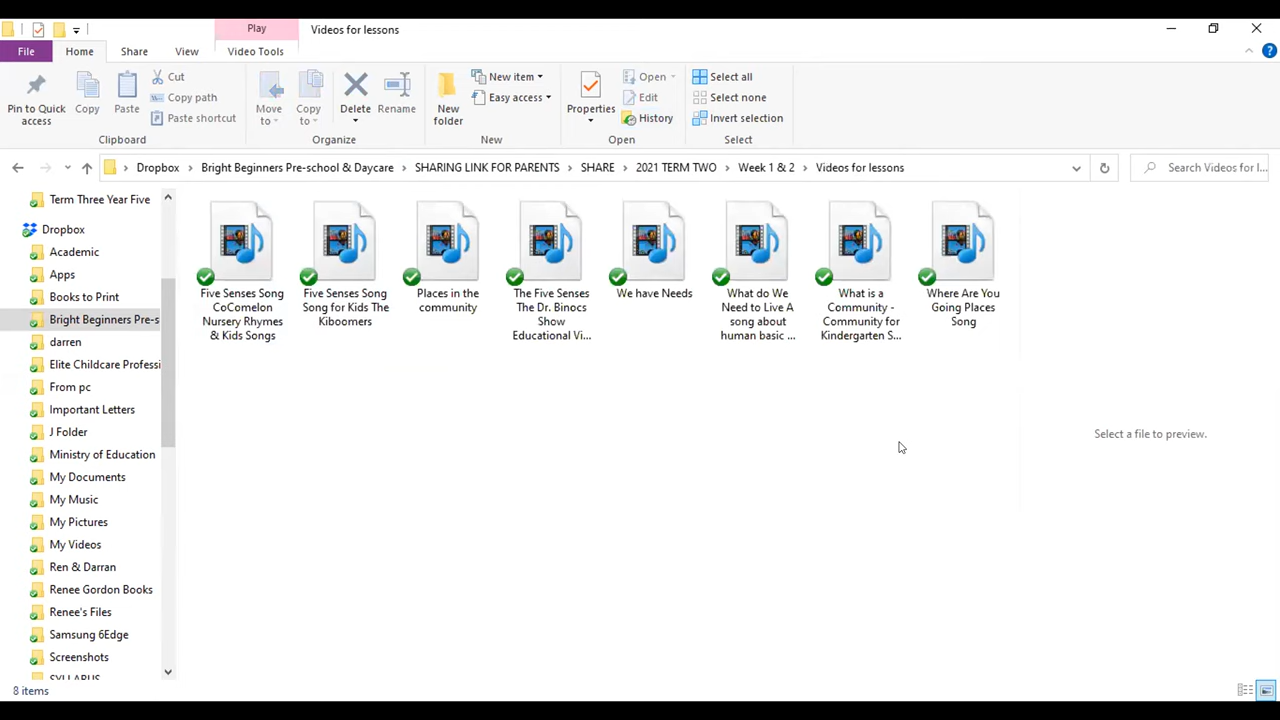 Play
Videos for lessons
File
Home
Share
View
Video Tools
Pin to Quick
access
Copy
Paste
Cut
Copy path
Paste shortcut
Clipboard
Move
to
Copy
to
Delete
Rename
Organize
New
folder
New item
Easy access
New
Properties
Open
Edit
History
Open
Select all
Select none
Invert selection
Select
Dropbox > Bright Beginners Pre-school & Daycare > SHARING LINK FOR PARENTS > SHARE > 2021 TERM TWO > Week 1 & 2 > Videos for lessons
Search Videos for l...
Term Three Year Five
Dropbox
Academic
Apps
Books to Print
Bright Beginners Pre-s
darren
Elite Childcare Professi
From pc
Important Letters
J Folder
Ministry of Education
My Documents
My Music
My Pictures
My Videos
Ren & Darran
Renee Gordon Books
Renee's Files
Samsung 6Edge
Screenshots
SYLLABUS
Five Senses Song
CoComelon
Nursery Rhymes
& Kids Songs
Five Senses Song
Song for Kids The
Kiboomers
Places in the
community
The Five Senses
The Dr. Binocs
Show
Educational Vi...
We have Needs
What do We
Need to Live A
song about
human basic ...
What is a
Community -
Community for
Kindergarten S...
Where Are You
Going Places
Song
Select a file to preview.
8 items